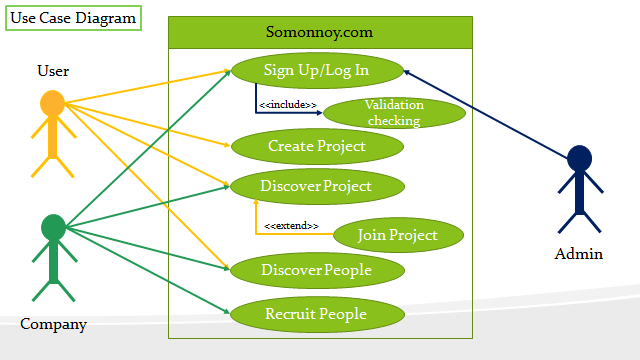 Use Case Diagram
Somonnoy.com
User
Sign Up/Log In
<<include>>
Validation
checking
Create Project
Discover Project
<<extend>>
Join Project
Admin
Discover People
Recruit People
Company